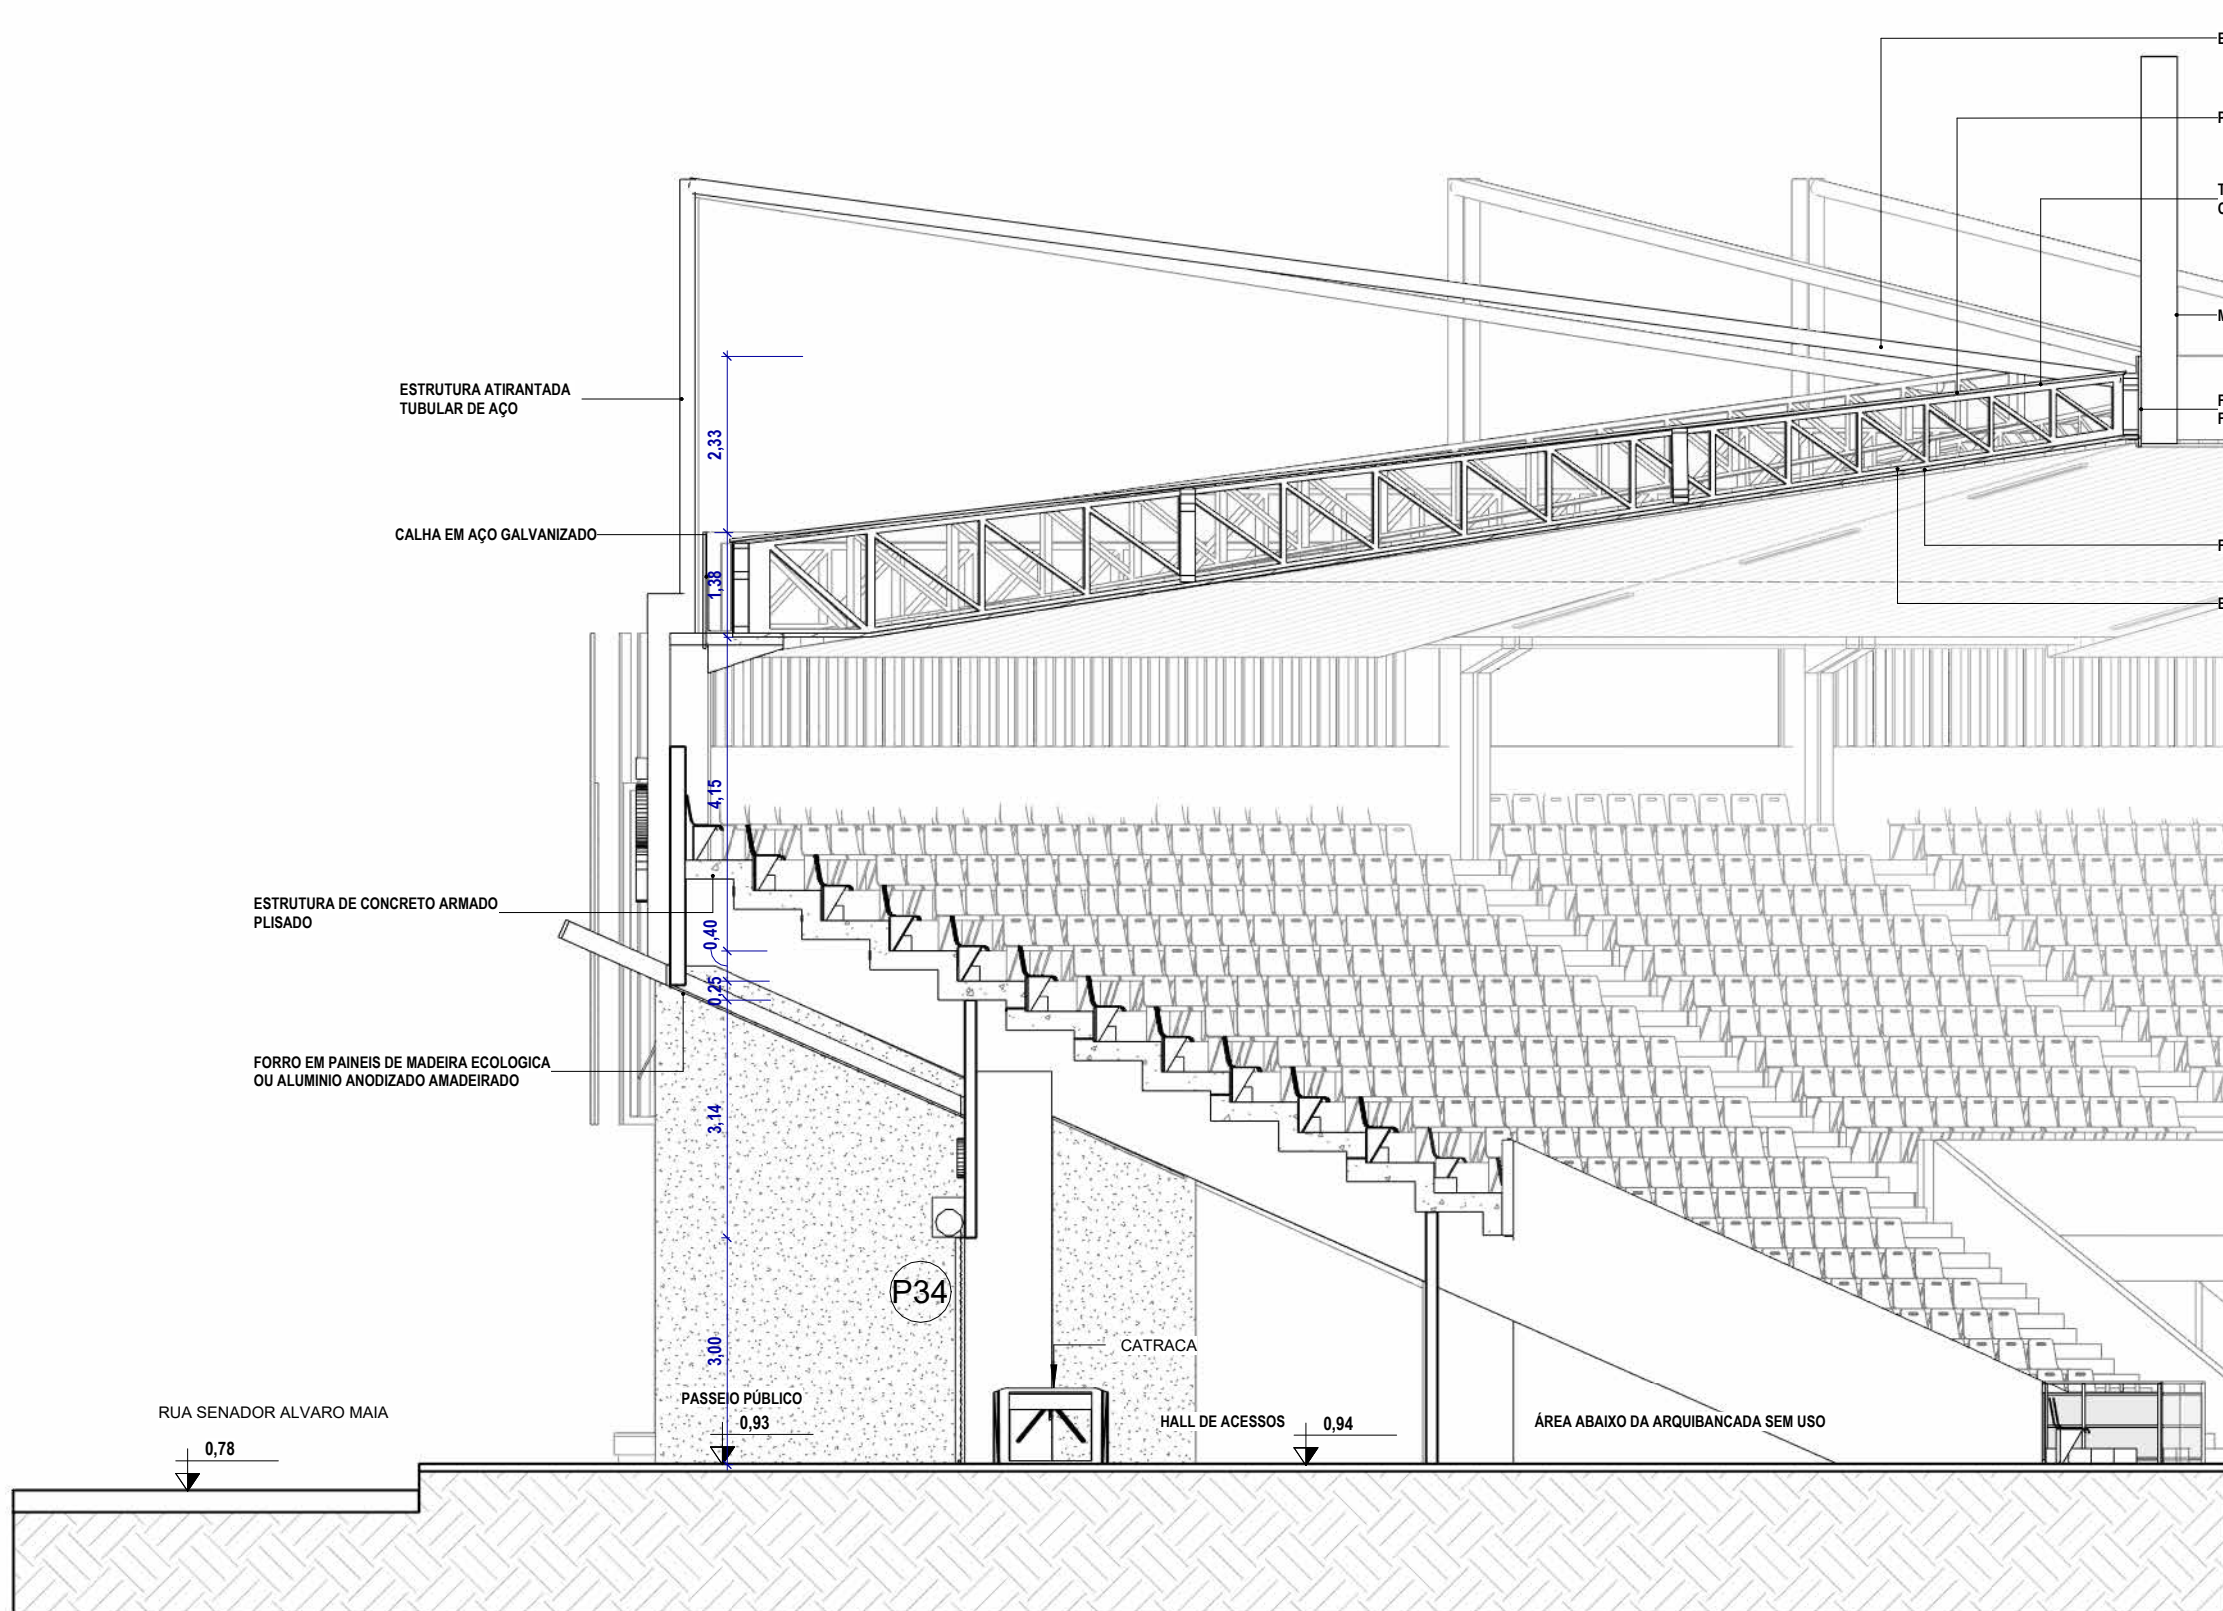 E
P
T
C
M
ESTRUTURA ATIRANTADA
TUBULAR DE AÇO
2,33
CALHA EM AÇO GALVANIZADO
1,38
4,15
ESTRUTURA DE CONCRETO ARMADO
PLISADO
0,40
0,25
FORRO EM PAINEIS DE MADEIRA ECOLOGICA
OU ALUMINIO ANODIZADO AMADEIRADO
3,14
P34
3,00
CATRACA
PASSEIO PÚBLICO
0,93
RUA SENADOR ALVARO MAIA
0,78
HALL DE ACESSOS
0,94
ÁREA ABAIXO DA ARQUIBANCADA SEM USO